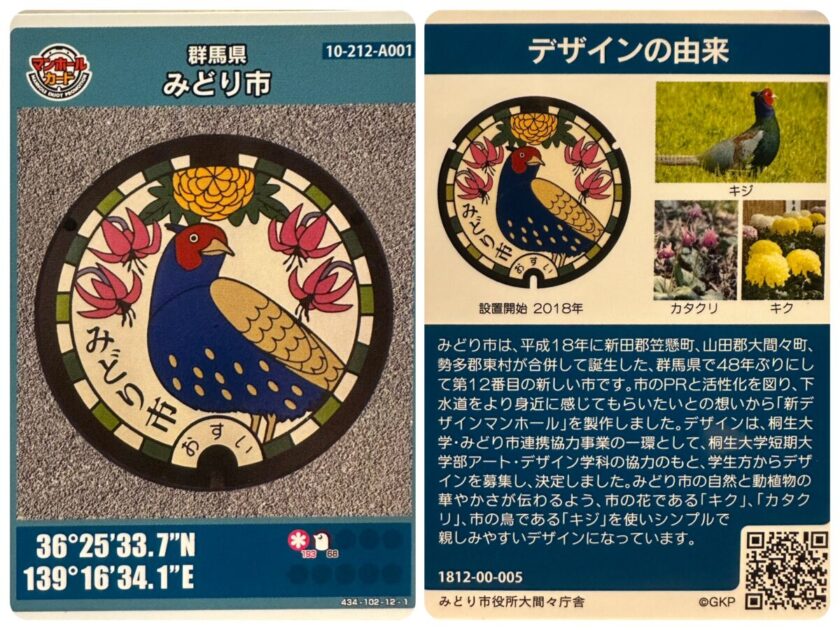 マンホール
カード
群馬県
みどり市
10-212-A001
みどり市
おすい
36°25'33.7"N
139°16'34.1"E
193 68
434-102-12-1
デザインの由来
みどり市
おすい
キジ
カタクリ
キク
設置開始 2018年
みどり市は、平成18年に新田郡笠懸町、山田郡大間々町、
勢多郡東村が合併して誕生した、群馬県で48年ぶりにし
て第12番目の新しい市です。市のPRと活性化を図り、下
水道をより身近に感じてもらいたいとの想いから「新デ
ザインマンホール」を製作しました。デザインは、桐生大
学・みどり市連携協力事業の一環として、桐生大学短期大
学部アート・デザイン学科の協力のもと、学生方からデザ
インを募集し、決定しました。みどり市の自然と動植物の
華やかさが伝わるよう、市の花である「キク」、「カタク
リ」、市の鳥である「キジ」を使いシンプルで
親しみやすいデザインになっています。
1812-00-005
みどり市役所大間々庁舎
©GKP